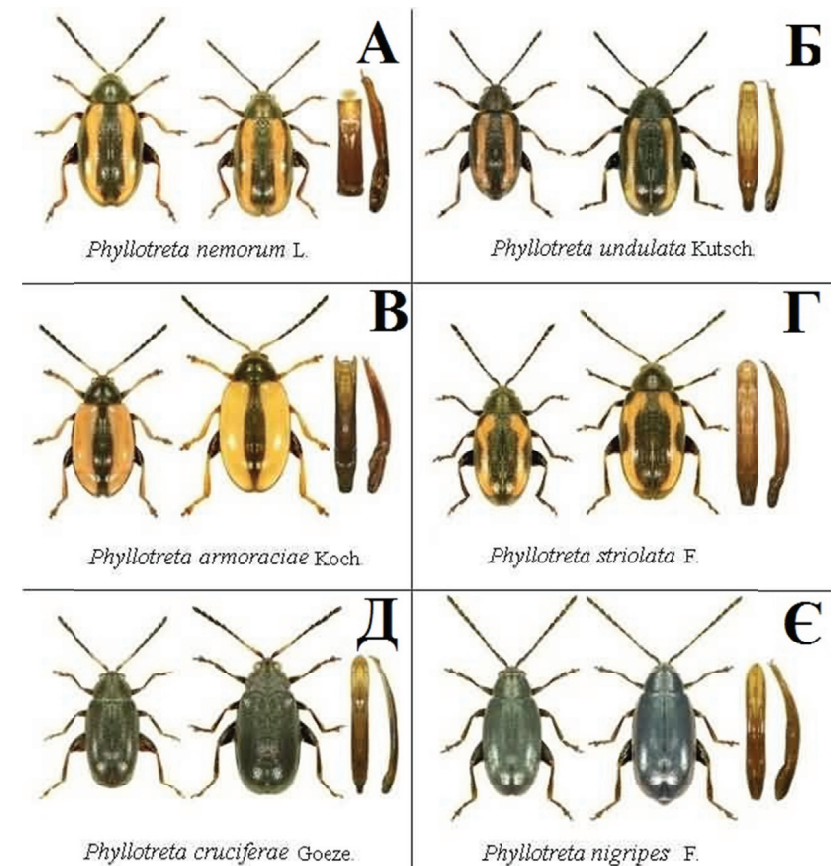 А
Б
Phyllotreta nemorum L.
Phyllotreta undulata Kutsch.
В
Г
Phyllotreta armoraciae Koch.
Phyllotreta striolata F.
Д
Є
Phyllotreta cruciferae Goeze.
Phyllotreta nigripes F.